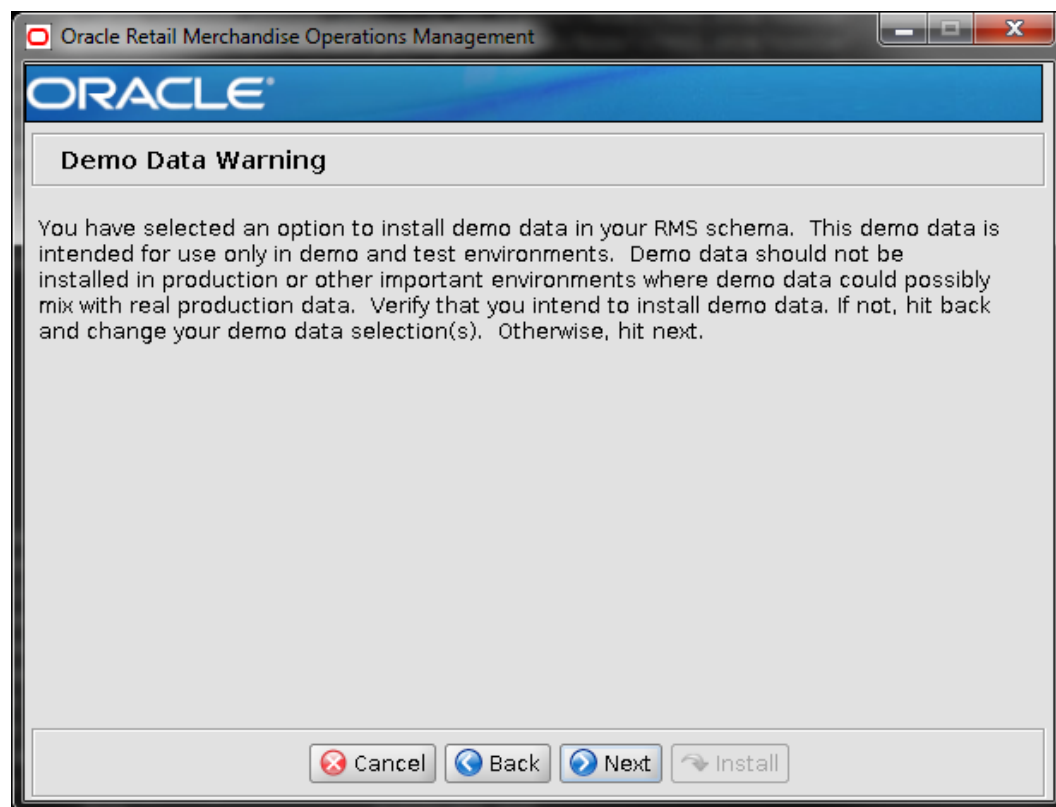 Oracle Retail Merchandise Operations Management
ORACLE
Demo Data Warning
You have selected an option to install demo data in your RMS schema.  This demo data is
intended for use only in demo and test environments.  Demo data should not be
installed in production or other important environments where demo data could possibly
mix with real production data.  Verify that you intend to install demo data. If not, hit back
and change your demo data selection(s).  Otherwise, hit next.
Cancel Back Next Install